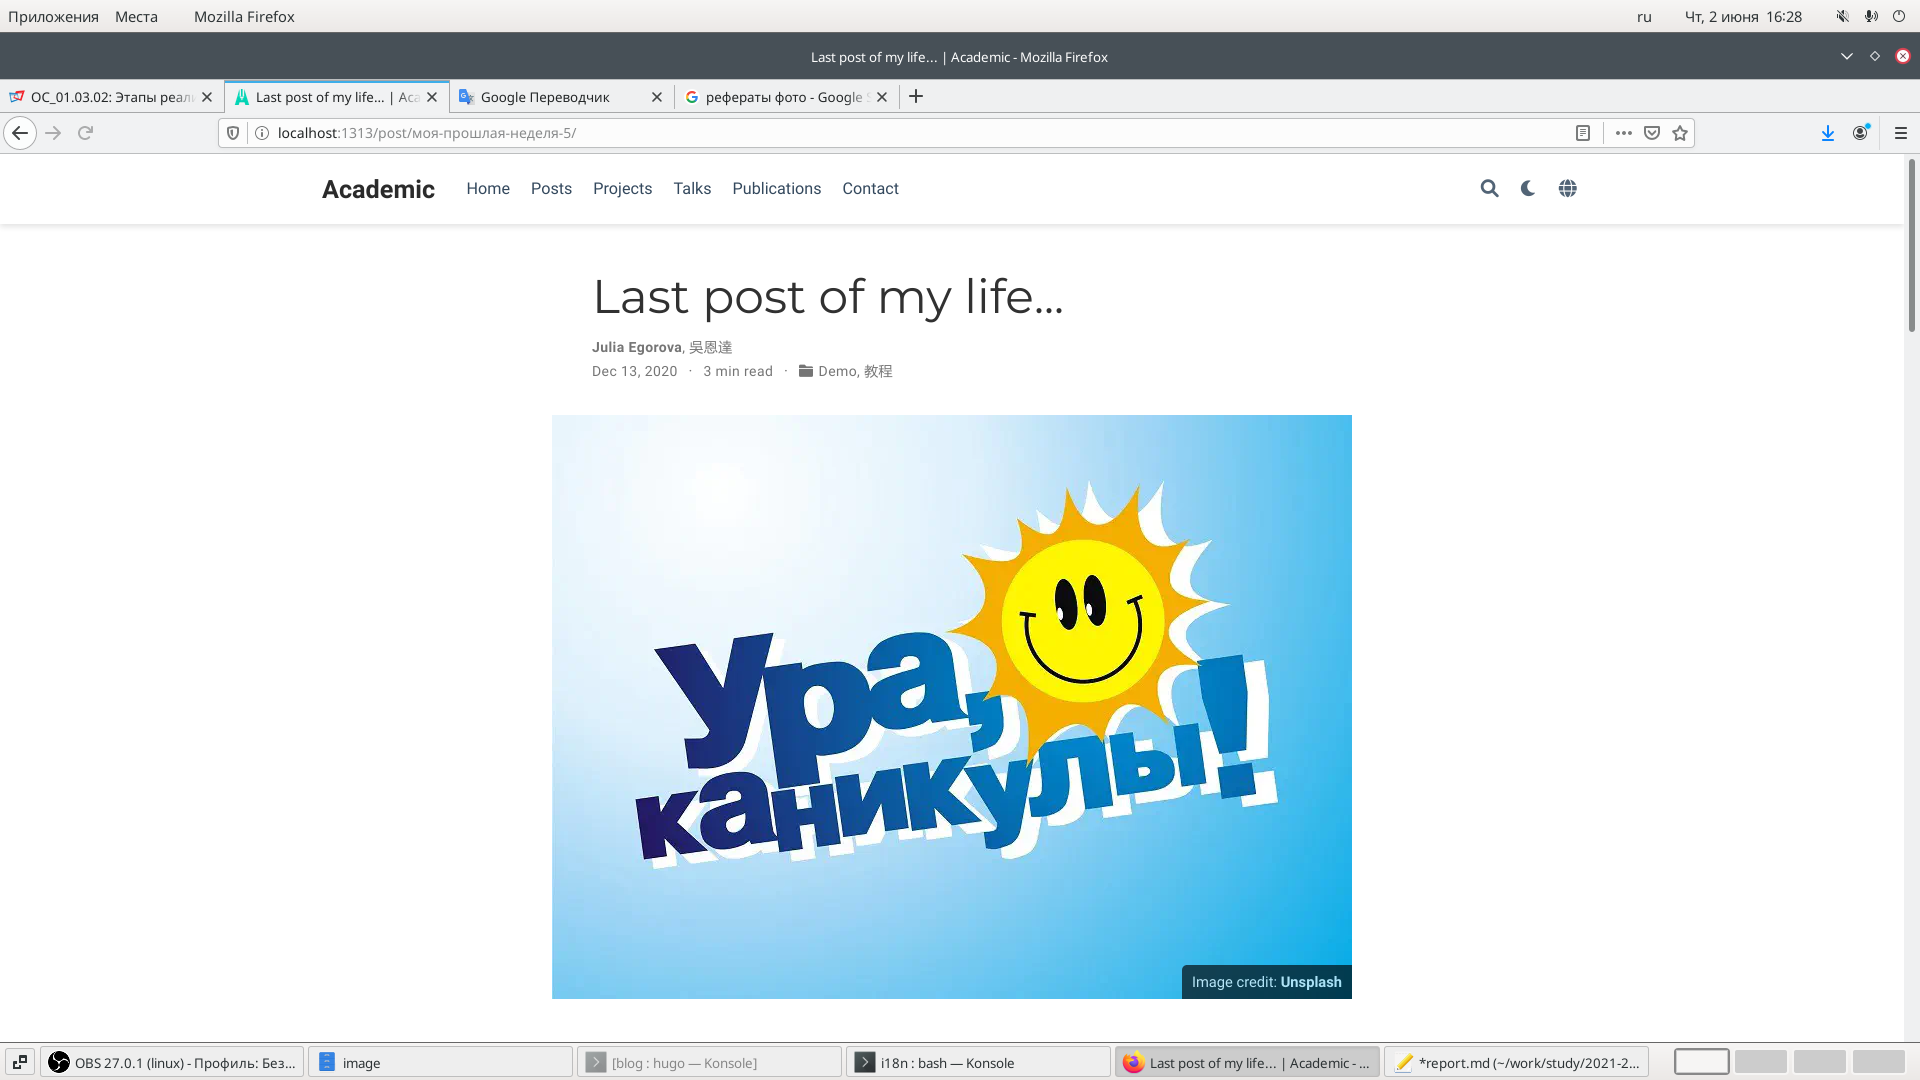 Приложения Места Mozilla Firefox ru Чт, 2 июня 16:28
Last post of my life... | Academic - Mozilla Firefox
ОС_01.03.02: Этапы реал Last post of my life... | Aca Google Переводчик рефераты фото - Google S
localhost:1313/post/моя-прошлая-неделя-5/
Academic Home Posts Projects Talks Publications Contact
Last post of my life...
Julia Egorova, 吳恩達
Dec 13, 2020 · 3 min read · Demo, 教程
Ура,
каникулы!
Image credit: Unsplash
OBS 27.0.1 (linux) - Профиль: Без... image [blog : hugo — Konsole] i18n : bash — Konsole Last post of my life... | Academic - ... *report.md (~/work/study/2021-2...